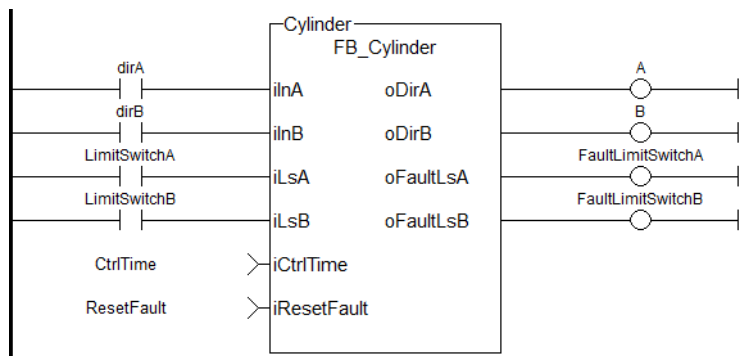 Cylinder
FB_Cylinder
dirA
iInA oDirA
A
dirB
iInB oDirB
B
LimitSwitchA
iLsA oFaultLsA
FaultLimitSwitchA
LimitSwitchB
iLsB oFaultLsB
FaultLimitSwitchB
CtrlTime
iCtrlTime
ResetFault
iResetFault